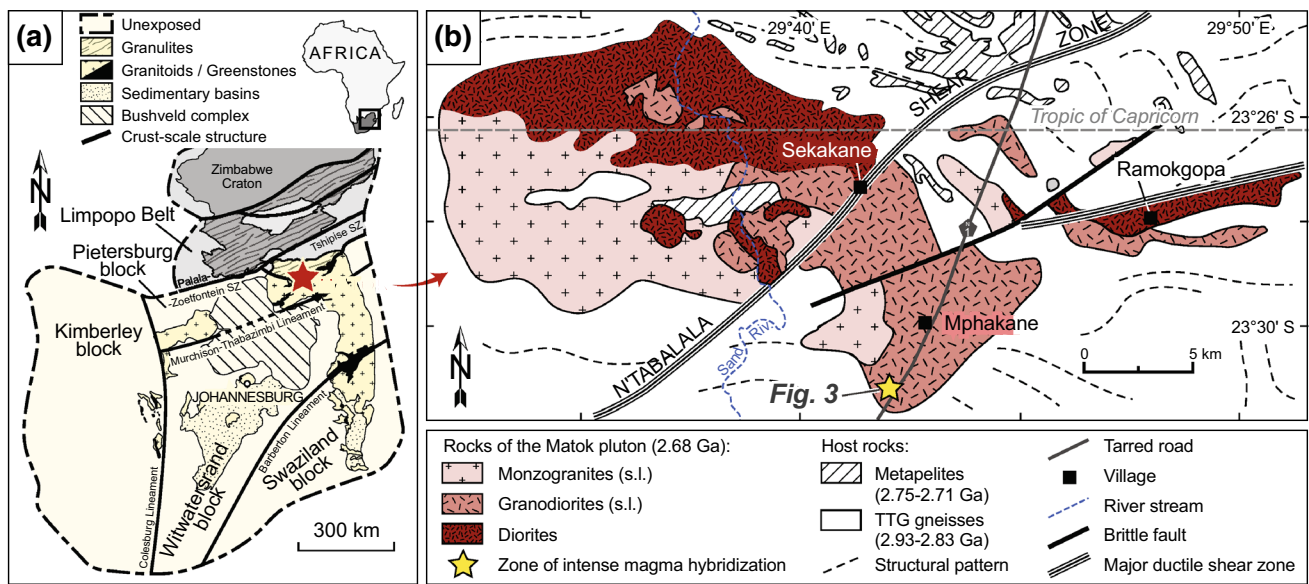 (a)
Unexposed
Granulites
Granitoids / Greenstones
Sedimentary basins
Bushveld complex
Crust-scale structure
AFRICA
N
Zimbabwe
Craton
Limpopo Belt
Pietersburg
block
Tshipise SZ
Palala-
-Zoetfontein SZ
Kimberley
block
Murchison-Thabazimbi Lineament
JOHANNESBURG
Barberton Lineament
Swaziland
block
Witwatersrand
block
Colesburg Lineament
300 km
(b)
29°40' E
29°50' E
ZONE
SHEAR
N'TABALALA
Tropic of Capricorn
23°26' S
Sekakane
Ramokgopa
Mphakane
23°30' S
Sand Riv.
N
0 5 km
Fig. 3
Rocks of the Matok pluton (2.68 Ga):
Monzogranites (s.l.)
Granodiorites (s.l.)
Diorites
Zone of intense magma hybridization
Host rocks:
Metapelites
(2.75-2.71 Ga)
TTG gneisses
(2.93-2.83 Ga)
Structural pattern
Tarred road
Village
River stream
Brittle fault
Major ductile shear zone